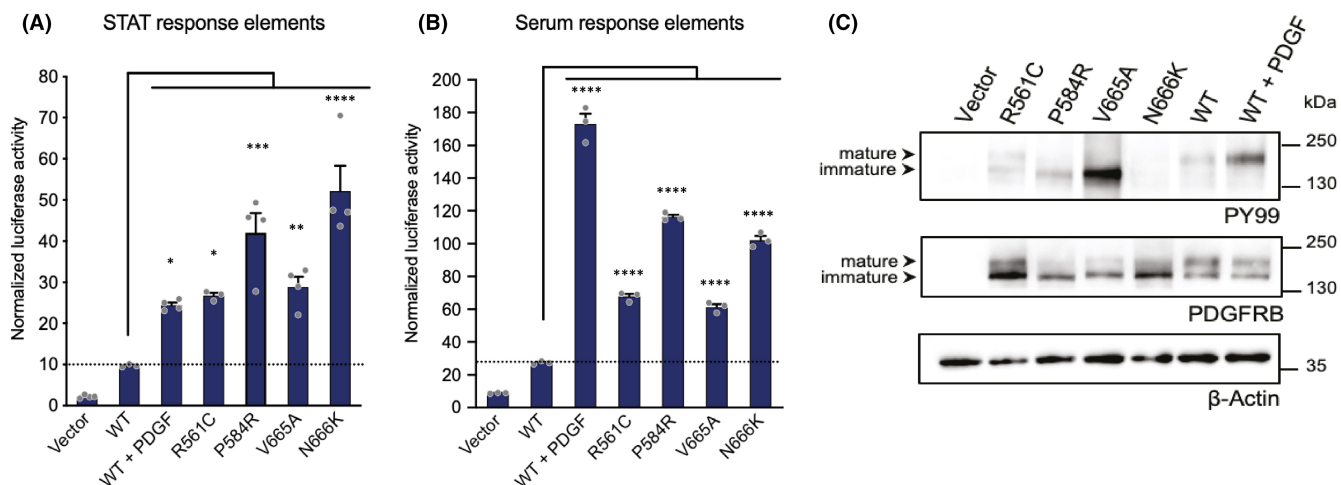 (A)
STAT response elements
Normalized luciferase activity
80
70
60
50
40
30
20
10
0
*
*
***
**
****
Vector
WT
WT + PDGF
R561C
P584R
V665A
N666K
(B)
Serum response elements
Normalized luciferase activity
200
180
160
140
120
100
80
60
40
20
0
****
****
****
****
****
Vector
WT
WT + PDGF
R561C
P584R
V665A
N666K
(C)
Vector
R561C
P584R
V665A
N666K
WT
WT + PDGF
kDa
mature
immature
250
130
PY99
mature
immature
250
130
PDGFRB
35
β-Actin